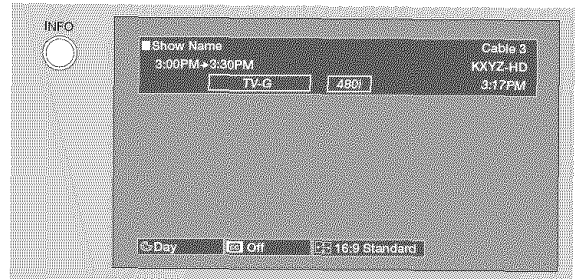 INFO
Show Name Cable 3
3:00PM→3:30PM KXYZ-HD
TV-G 480i 3:17PM
Day CC Off 16:9 Standard